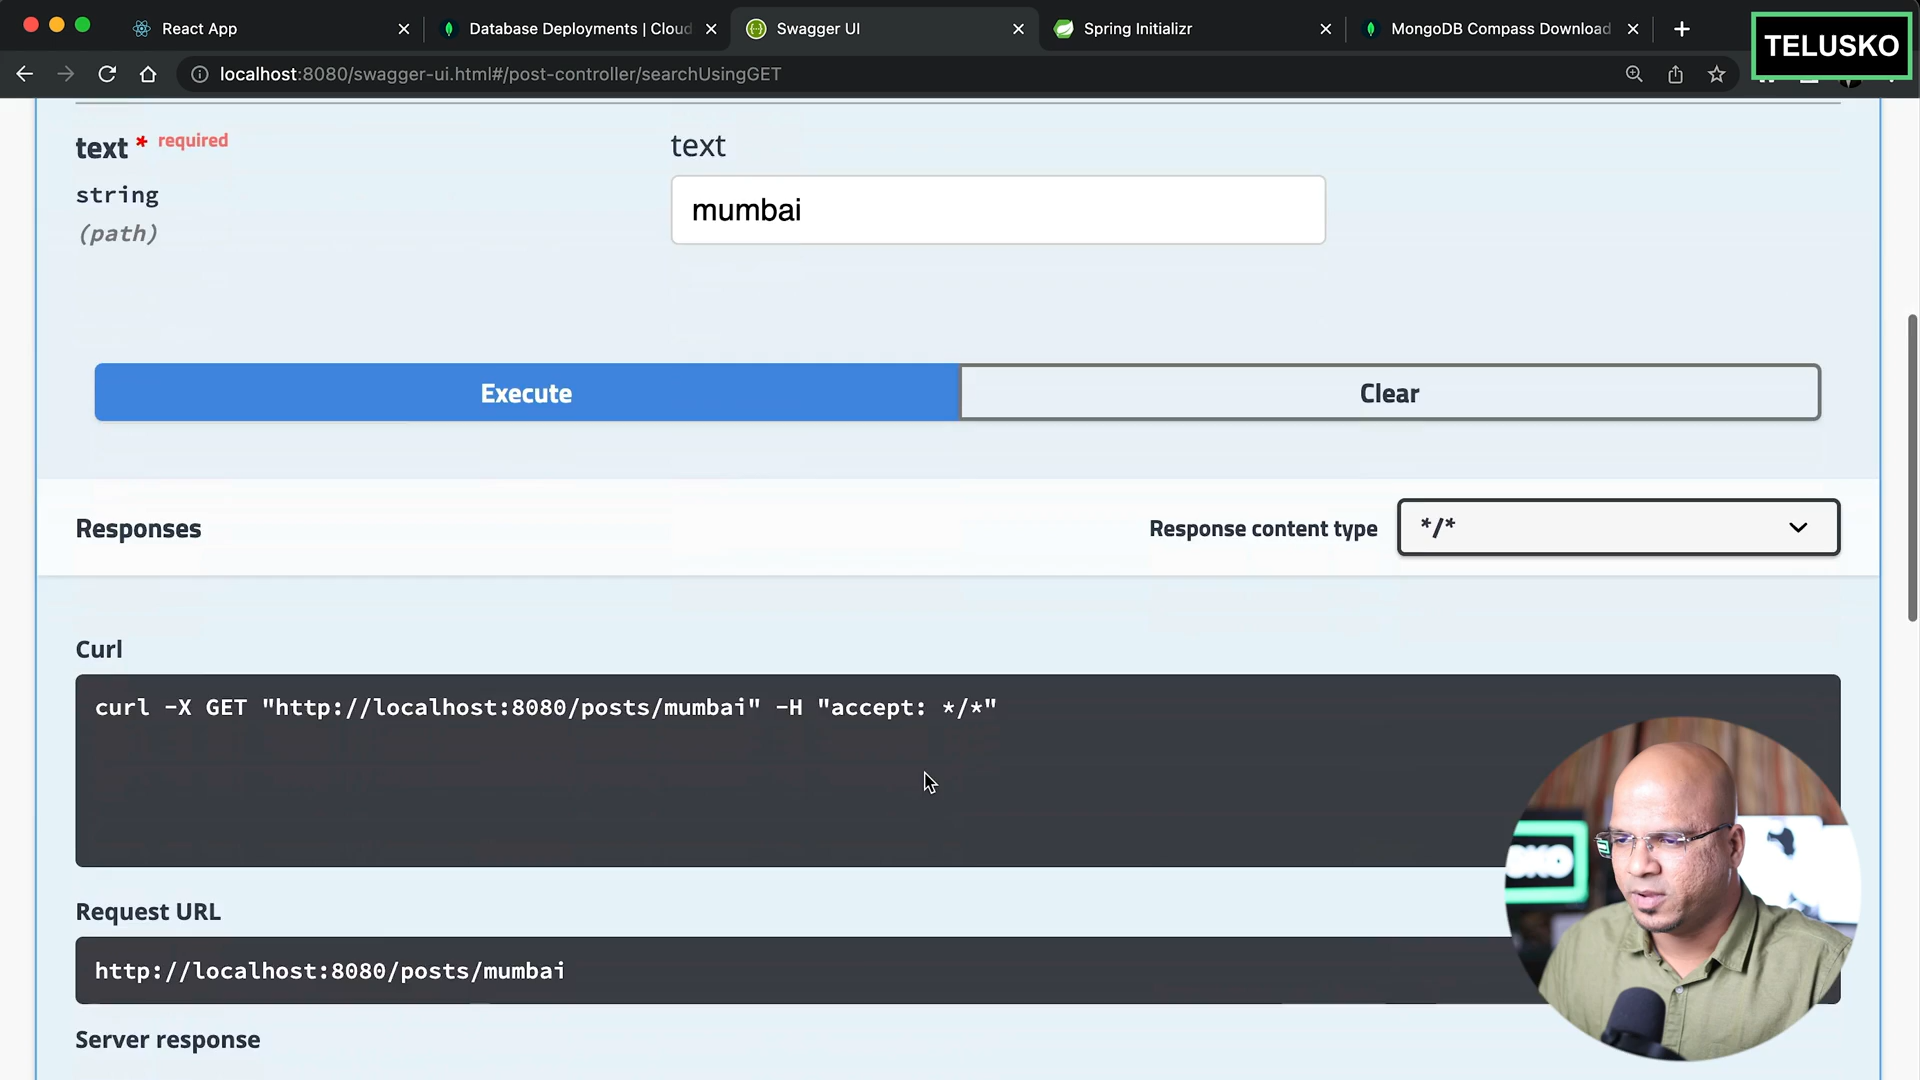 React App
Database Deployments | Cloud
Swagger UI
Spring Initializr
MongoDB Compass Download
TELUSKO
localhost:8080/swagger-ui.html#/post-controller/searchUsingGET
text * required
text
string
(path)
mumbai
Execute
Clear
Responses
Response content type
*/*
Curl
curl -X GET "http://localhost:8080/posts/mumbai" -H "accept: */*"
Request URL
http://localhost:8080/posts/mumbai
Server response